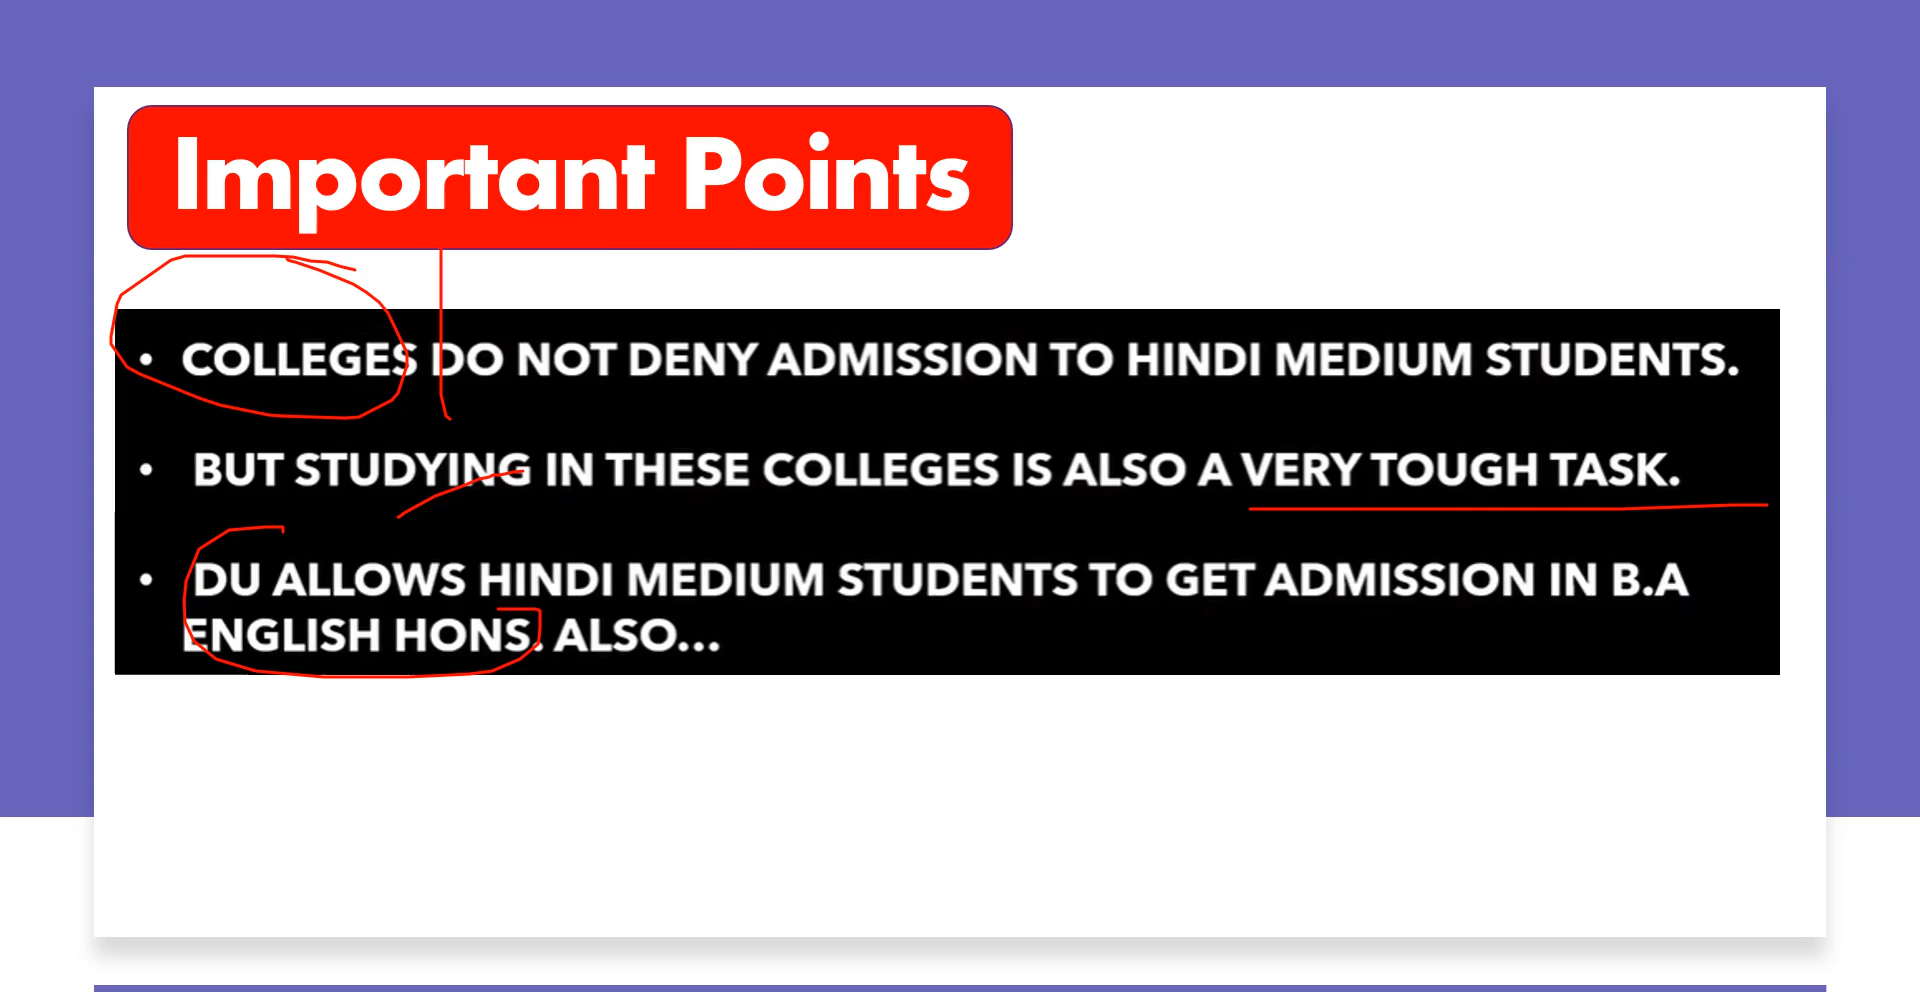 Important Points
• COLLEGES DO NOT DENY ADMISSION TO HINDI MEDIUM STUDENTS.
• BUT STUDYING IN THESE COLLEGES IS ALSO A VERY TOUGH TASK.
• DU ALLOWS HINDI MEDIUM STUDENTS TO GET ADMISSION IN B.A
ENGLISH HONS. ALSO...